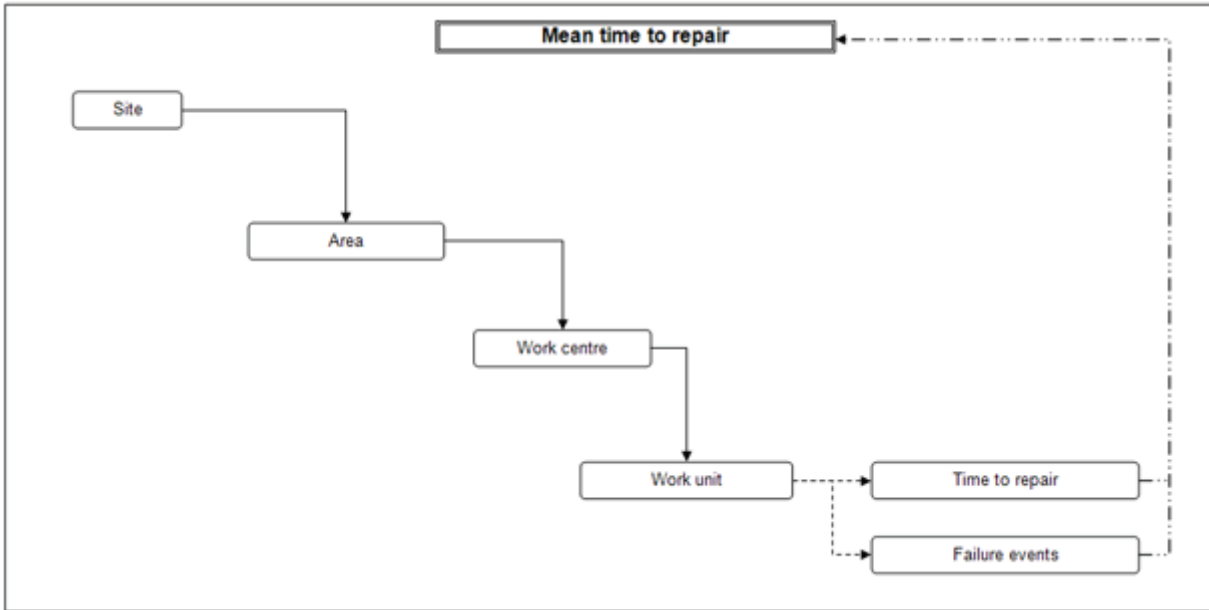 Mean time to repair
Site
Area
Work centre
Work unit
Time to repair
Failure events